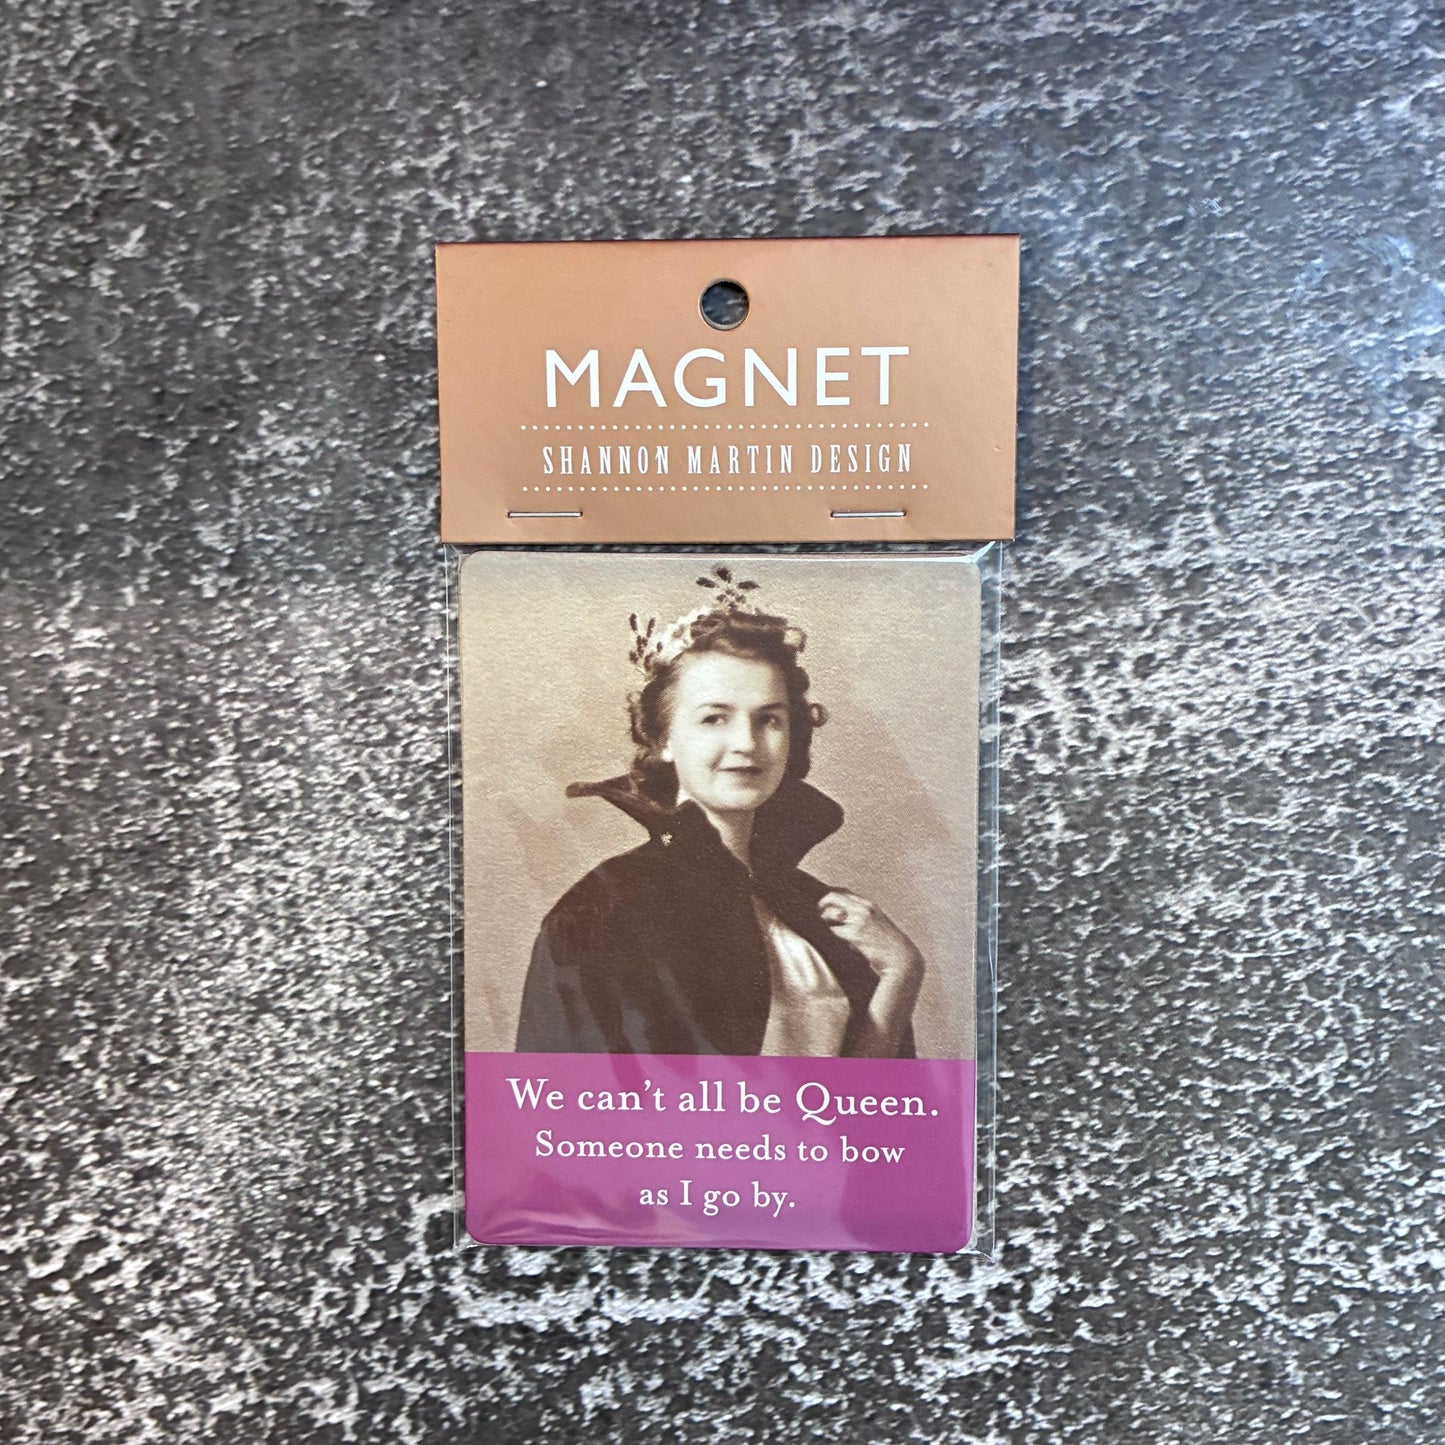 MAGNET
SHANNON MARTIN DESIGN
We can't all be Queen.
Someone needs to bow
as I go by.